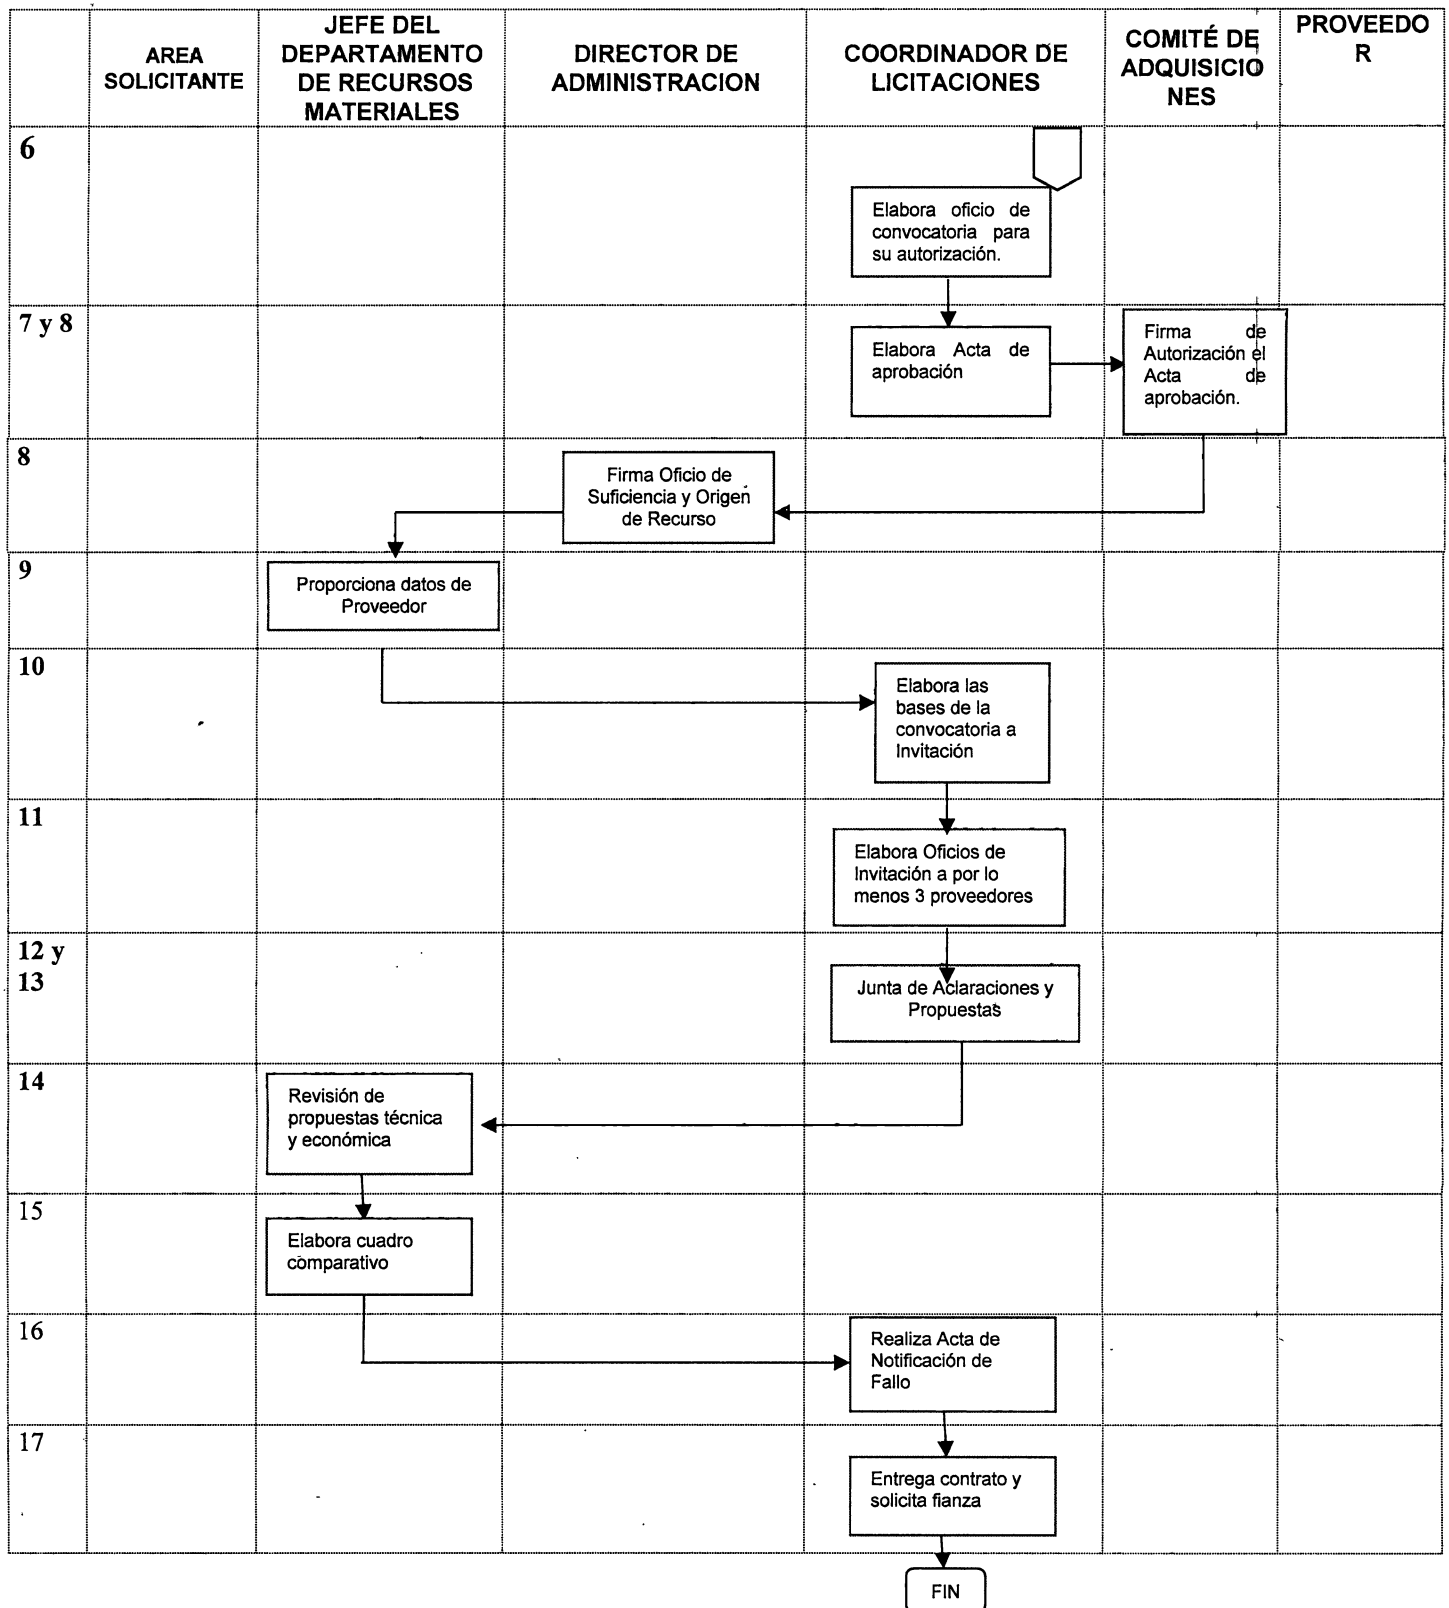 AREA
SOLICITANTE
JEFE DEL
DEPARTAMENTO
DE RECURSOS
MATERIALES
DIRECTOR DE
ADMINISTRACION
COORDINADOR DE
LICITACIONES
COMITÉ DE
ADQUISICIO
NES
PROVEEDO
R
6
Elabora oficio de
convocatoria para
su autorización.
7 y 8
Elabora Acta de
aprobación
Firma de
Autorización el
Acta de
aprobación.
8
Firma Oficio de
Suficiencia y Origen
de Recurso
9
Proporciona datos de
Proveedor
10
Elabora las
bases de la
convocatoria a
Invitación
11
Elabora Oficios de
Invitación a por lo
menos 3 proveedores
12 y
13
Junta de Aclaraciones y
Propuestas
14
Revisión de
propuestas técnica
y económica
15
Elabora cuadro
comparativo
16
Realiza Acta de
Notificación de
Fallo
17
Entrega contrato y
solicita fianza
FIN